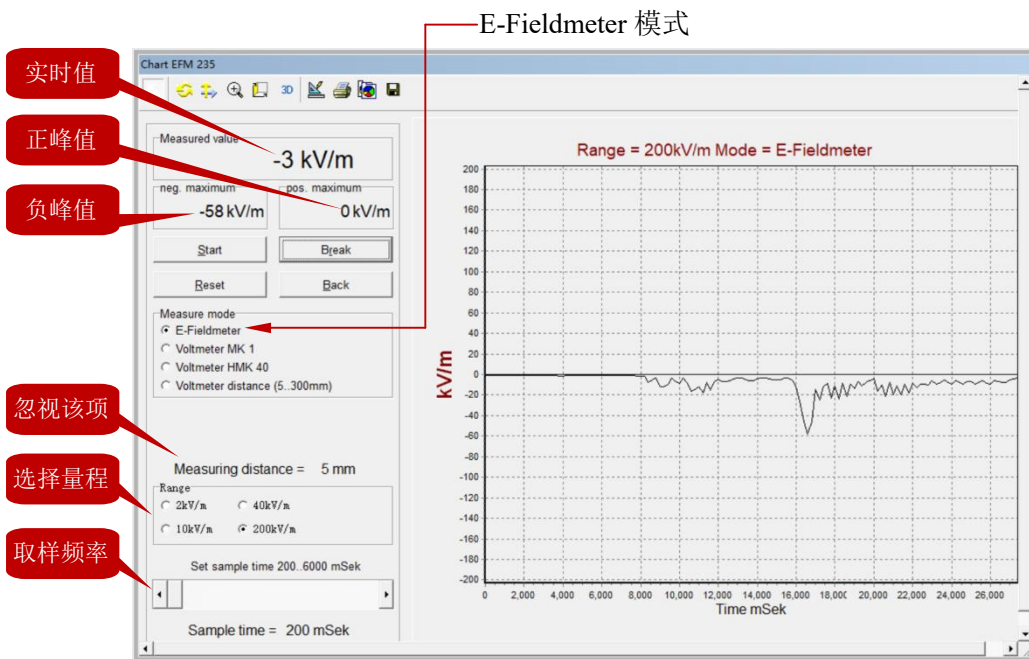 E-Fieldmeter 模式
Chart EFM 235
3D
实时值
正峰值
负峰值
忽视该项
选择量程
取样频率
Measured value
-3 kV/m
neg. maximum
-58 kV/m
pos. maximum
0 kV/m
Start
Break
Reset
Back
Measure mode
E-Fieldmeter
Voltmeter MK 1
Voltmeter HMK 40
Voltmeter distance (5..300mm)
Measuring distance = 5 mm
Range
2kV/m 40kV/m
10kV/m 200kV/m
Set sample time 200..6000 mSek
Sample time = 200 mSek
Range = 200kV/m Mode = E-Fieldmeter
kV/m
200
180
160
140
120
100
80
60
40
20
0
-20
-40
-60
-80
-100
-120
-140
-160
-180
-200
0 2,000 4,000 6,000 8,000 10,000 12,000 14,000 16,000 18,000 20,000 22,000 24,000 26,000
Time mSek